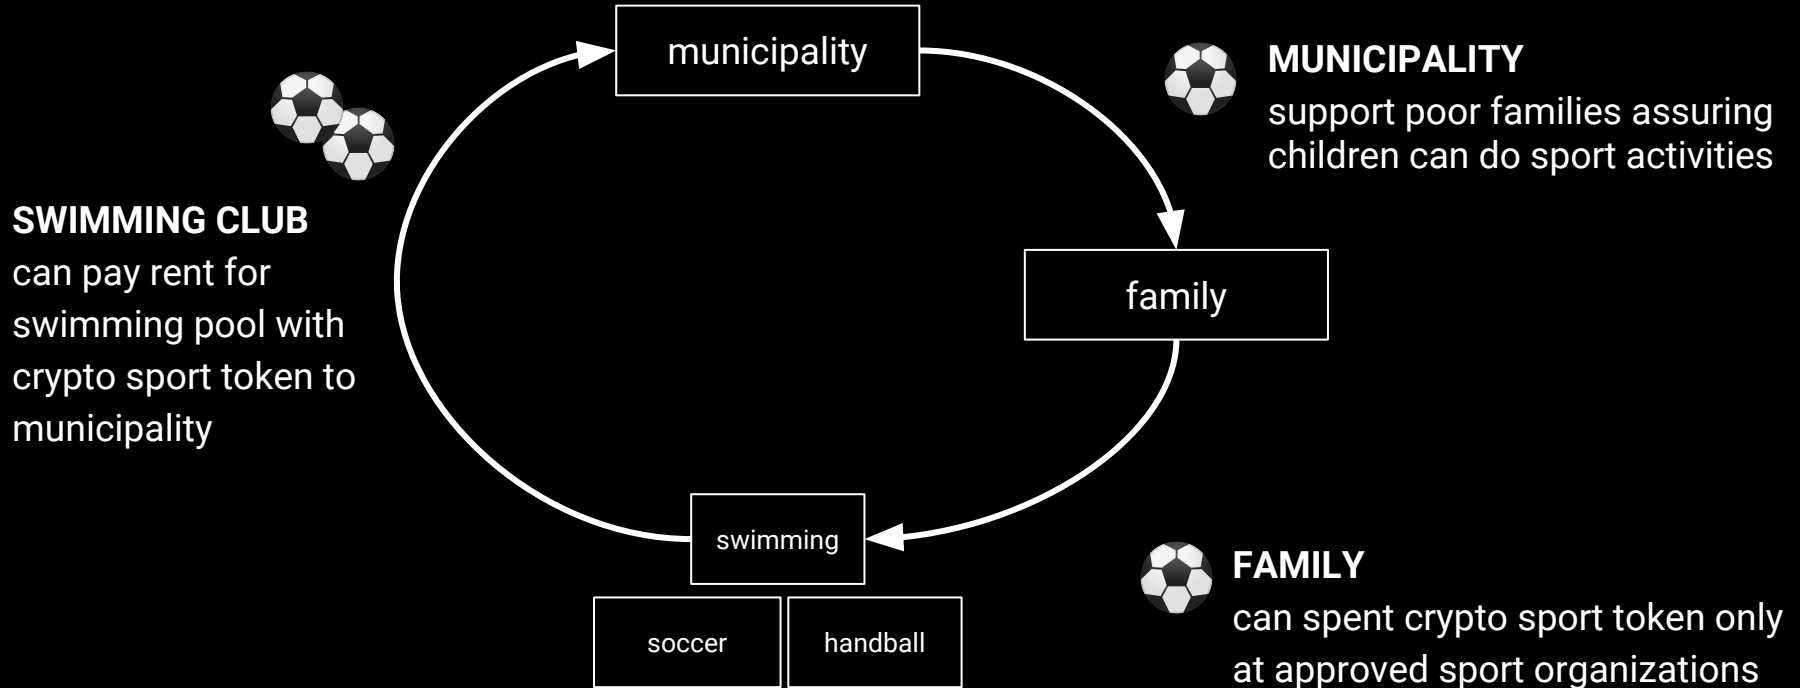 municipality
MUNICIPALITY
support poor families assuring
children can do sport activities
SWIMMING CLUB
can pay rent for
swimming pool with
crypto sport token to
municipality
family
swimming
soccer
handball
FAMILY
can spent crypto sport token only
at approved sport organizations